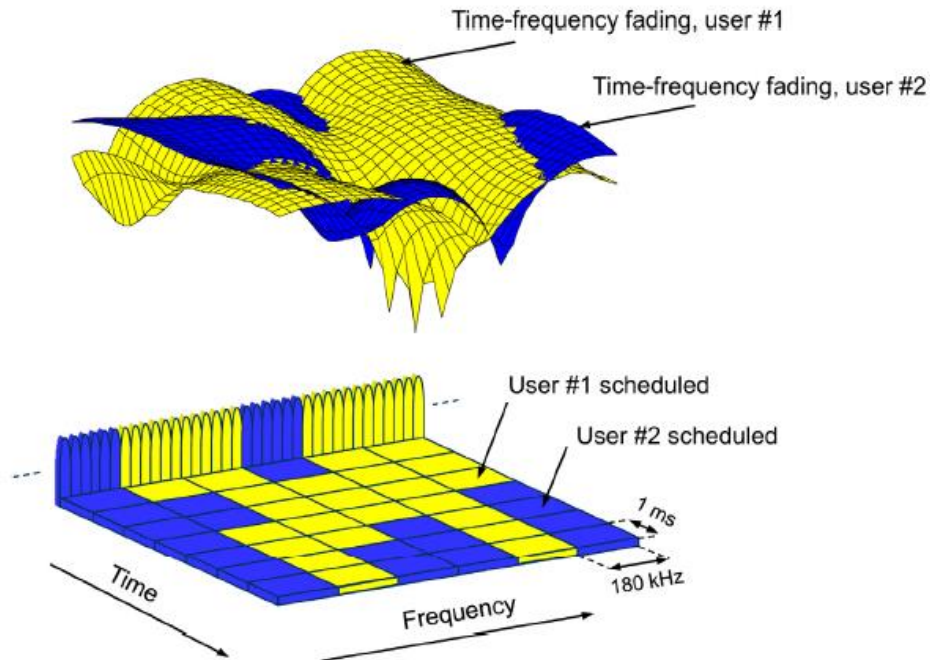 Time-frequency fading, user #1
Time-frequency fading, user #2
User #1 scheduled
User #2 scheduled
1 ms
180 kHz
Time
Frequency